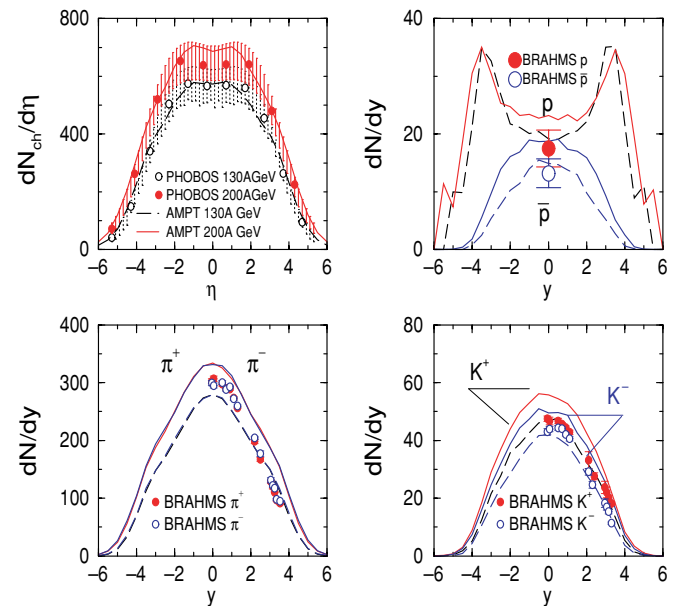 800
600
400
200
0
dN_ch/dη
PHOBOS 130AGeV
PHOBOS 200AGeV
AMPT 130A GeV
AMPT 200A GeV
−6 −4 −2 0 2 4 6
η
40
20
0
dN/dy
BRAHMS p
BRAHMS p̄
p
p̄
−6 −4 −2 0 2 4 6
y
400
300
200
100
0
dN/dy
π⁺ π⁻
BRAHMS π⁺
BRAHMS π⁻
−6 −4 −2 0 2 4 6
y
80
60
40
20
0
dN/dy
K⁺
K⁻
BRAHMS K⁺
BRAHMS K⁻
−6 −4 −2 0 2 4 6
y